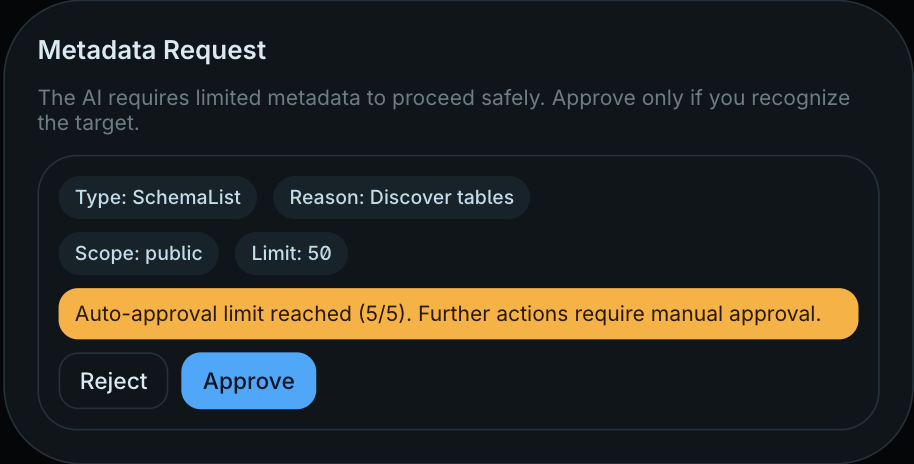 Metadata Request
The AI requires limited metadata to proceed safely. Approve only if you recognize
the target.
Type: SchemaList
Reason: Discover tables
Scope: public
Limit: 50
Auto-approval limit reached (5/5). Further actions require manual approval.
Reject
Approve